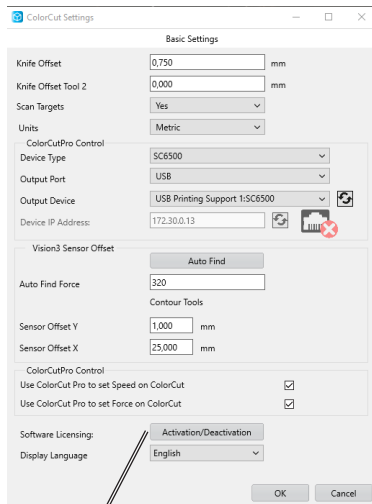 ColorCut Settings
Basic Settings
Knife Offset 0,750 mm
Knife Offset Tool 2 0,000 mm
Scan Targets Yes
Units Metric
ColorCutPro Control
Device Type SC6500
Output Port USB
Output Device USB Printing Support 1:SC6500
Device IP Address: 172.30.0.13
Vision3 Sensor Offset
Auto Find
Auto Find Force 320
Contour Tools
Sensor Offset Y 1,000 mm
Sensor Offset X 25,000 mm
ColorCutPro Control
Use ColorCut Pro to set Speed on ColorCut
Use ColorCut Pro to set Force on ColorCut
Software Licensing: Activation/Deactivation
Display Language English
OK Cancel